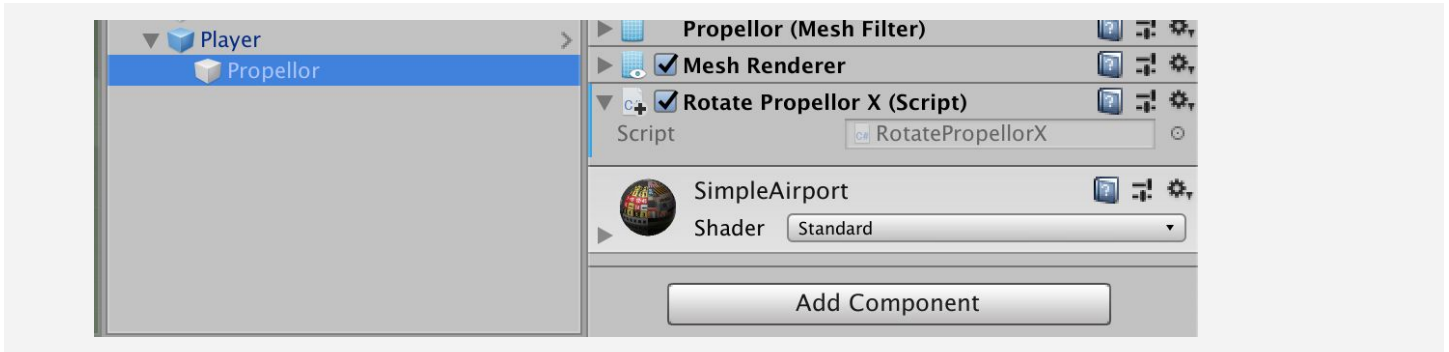 Player
Propellor
Propellor (Mesh Filter)
Mesh Renderer
Rotate Propellor X (Script)
Script RotatePropellorX
SimpleAirport
Shader Standard
Add Component